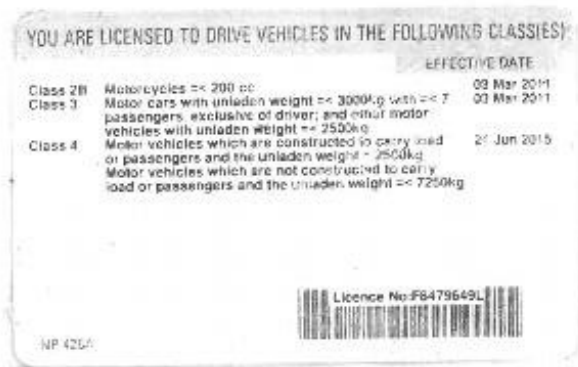 YOU ARE LICENSED TO DRIVE VEHICLES IN THE FOLLOWING CLASS(ES)
EFFECTIVE DATE
Class 2B Motorcycles =< 200 cc 03 Mar 2011
Class 3 Motor cars with unladen weight =< 3000kg with =< 7 03 Mar 2011
passengers, exclusive of driver; and other motor
vehicles with unladen weight =< 2500kg
Class 4 Motor vehicles which are constructed to carry load Jun 2015
or passengers and the unladen weight 2500kg
Motor vehicles which are not constructed to carry
load or passengers and the unladen weight =< 7250kg
Licence No:F8479649L
NP 428A